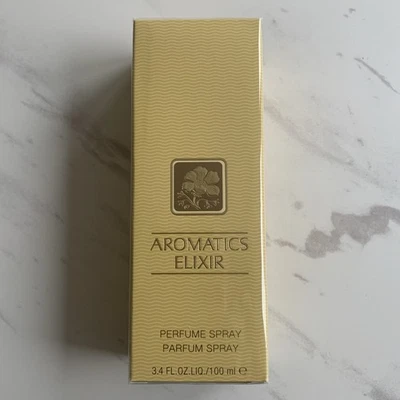 AROMATICS
ELIXIR
PERFUME SPRAY
PARFUM SPRAY
3.4 FL.OZ.LIQ./100 ml ℮